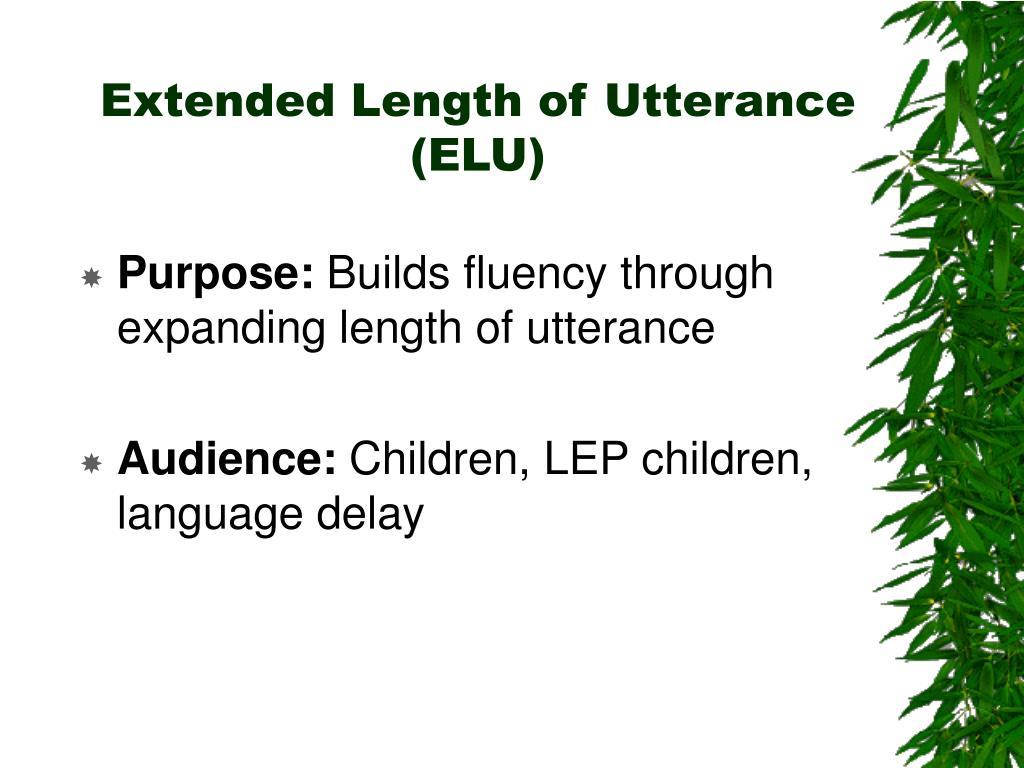 Extended Length of Utterance
(ELU)
Purpose: Builds fluency through
expanding length of utterance
Audience: Children, LEP children,
language delay